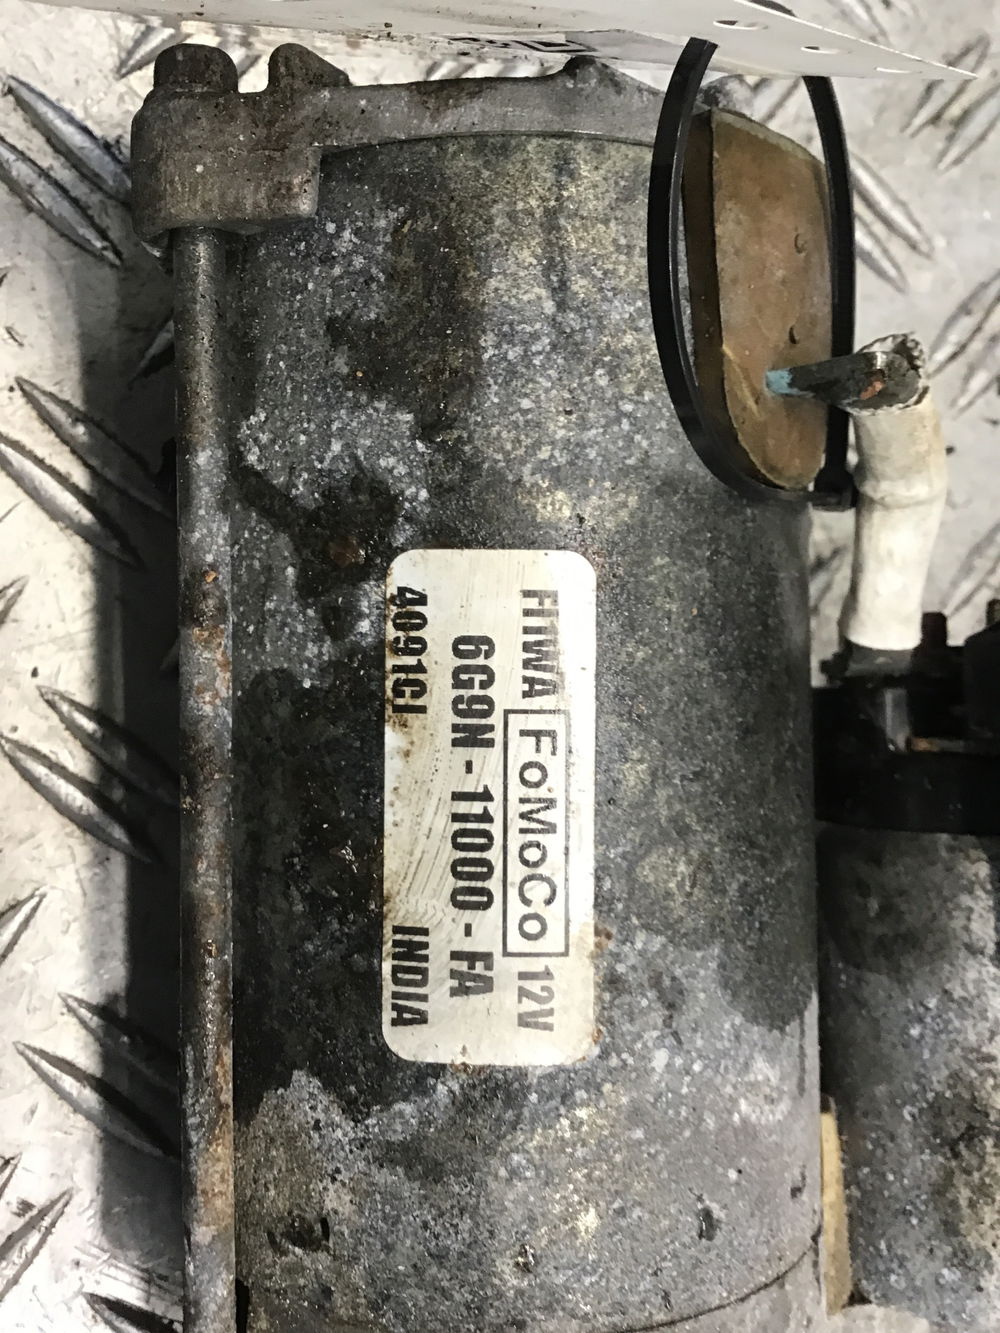 HIWA FoMoCo 12V
6G9N - 11000 - FA
4091CI INDIA